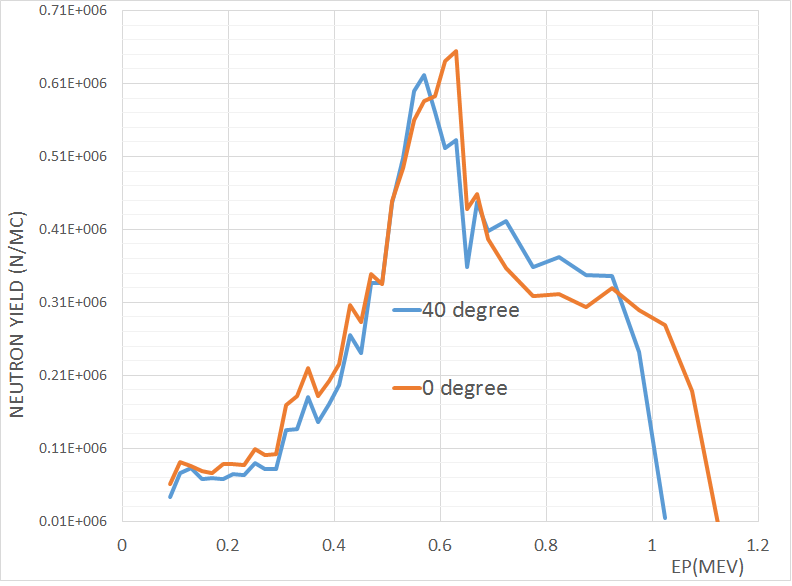 0.71E+006
0.61E+006
0.51E+006
0.41E+006
0.31E+006
0.21E+006
0.11E+006
0.01E+006
NEUTRON YIELD (N/MC)
40 degree
0 degree
0 0.2 0.4 0.6 0.8 1 1.2
EP(MEV)